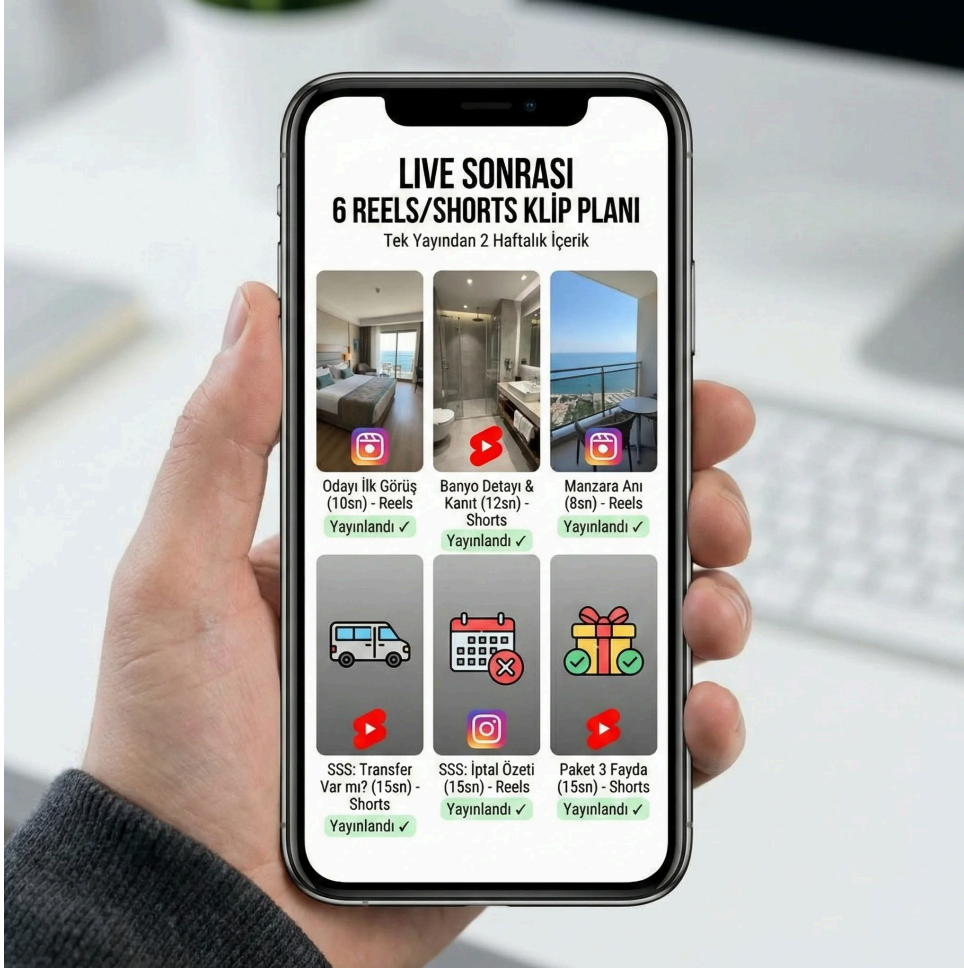 LIVE SONRASI
6 REELS/SHORTS KLİP PLANI
Tek Yayından 2 Haftalık İçerik
Odayı İlk Görüş
(10sn) - Reels
Yayınlandı ✓
Banyo Detayı &
Kanıt (12sn) -
Shorts
Yayınlandı ✓
Manzara Anı
(8sn) - Reels
Yayınlandı ✓
SSS: Transfer
Var mı? (15sn) -
Shorts
Yayınlandı ✓
SSS: İptal Özeti
(15sn) - Reels
Yayınlandı ✓
Paket 3 Fayda
(15sn) - Shorts
Yayınlandı ✓